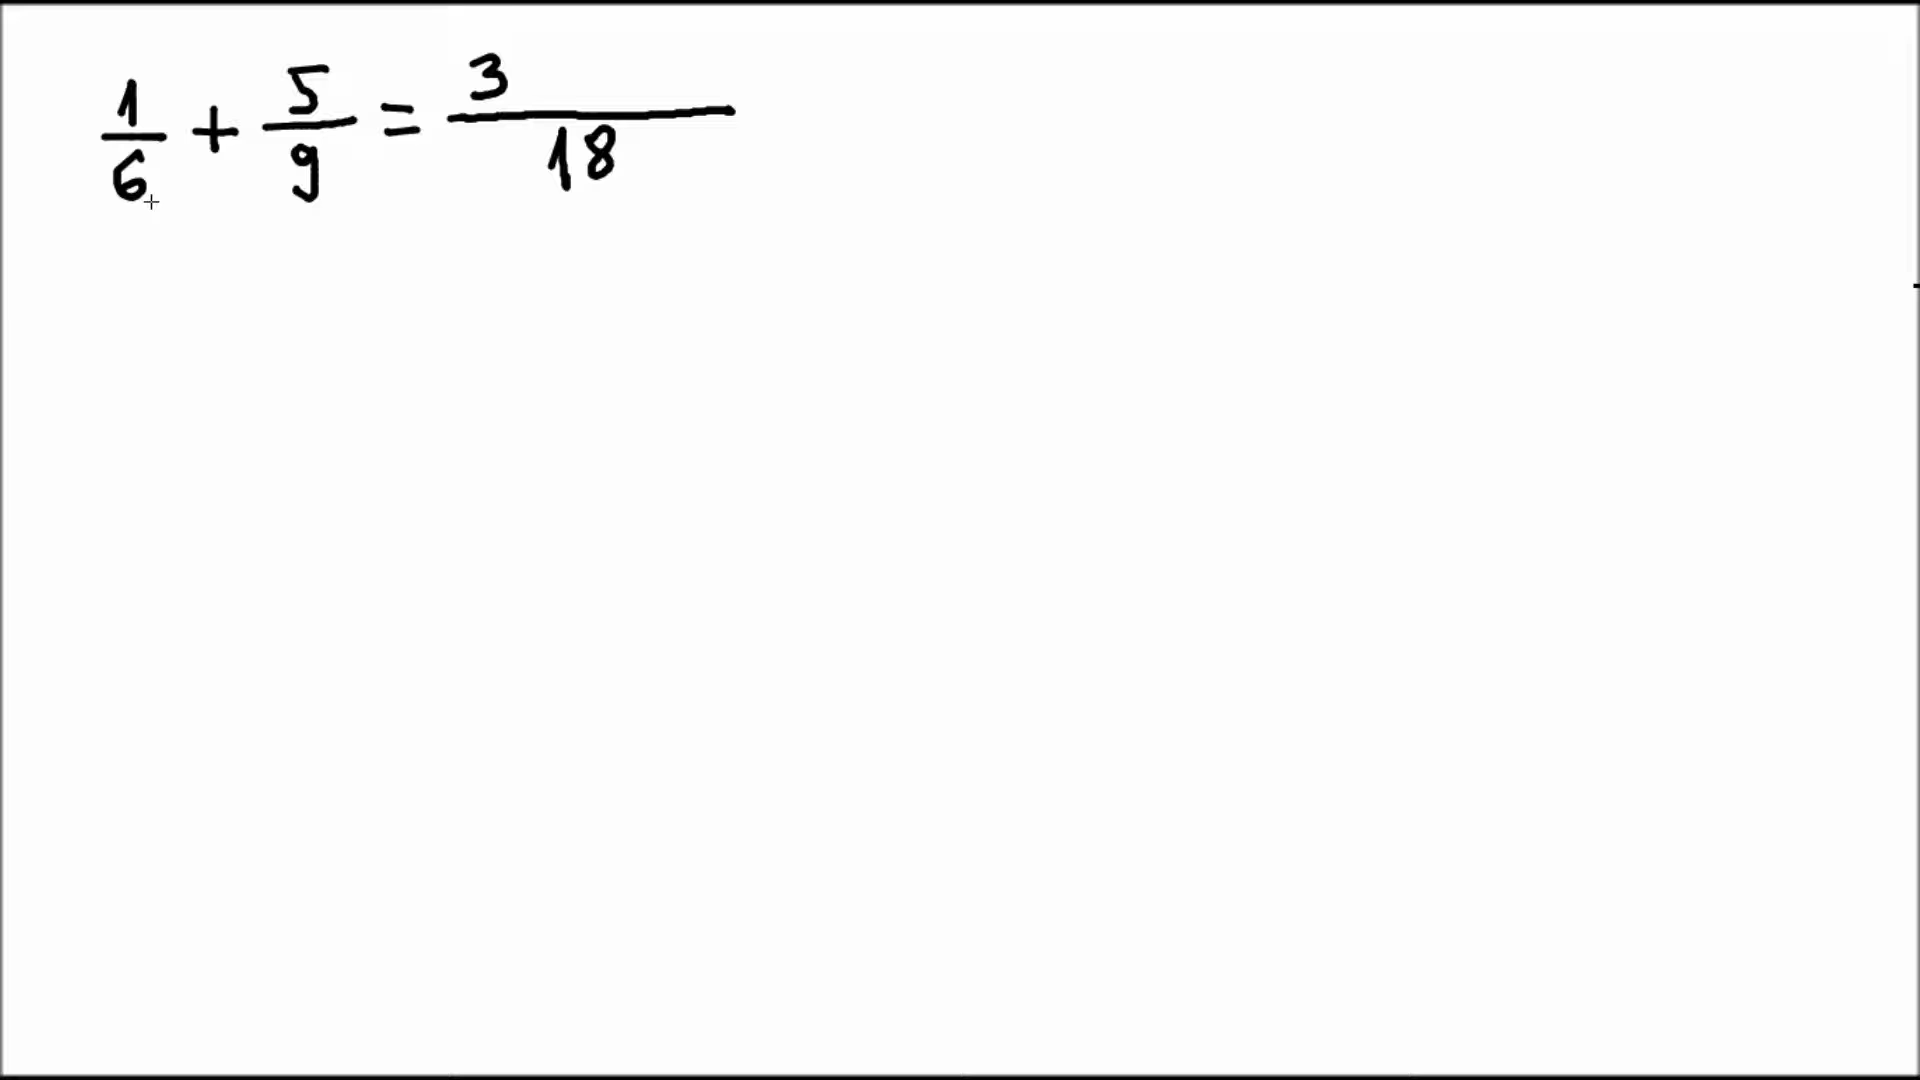 1/6 + 5/9 = 3/18